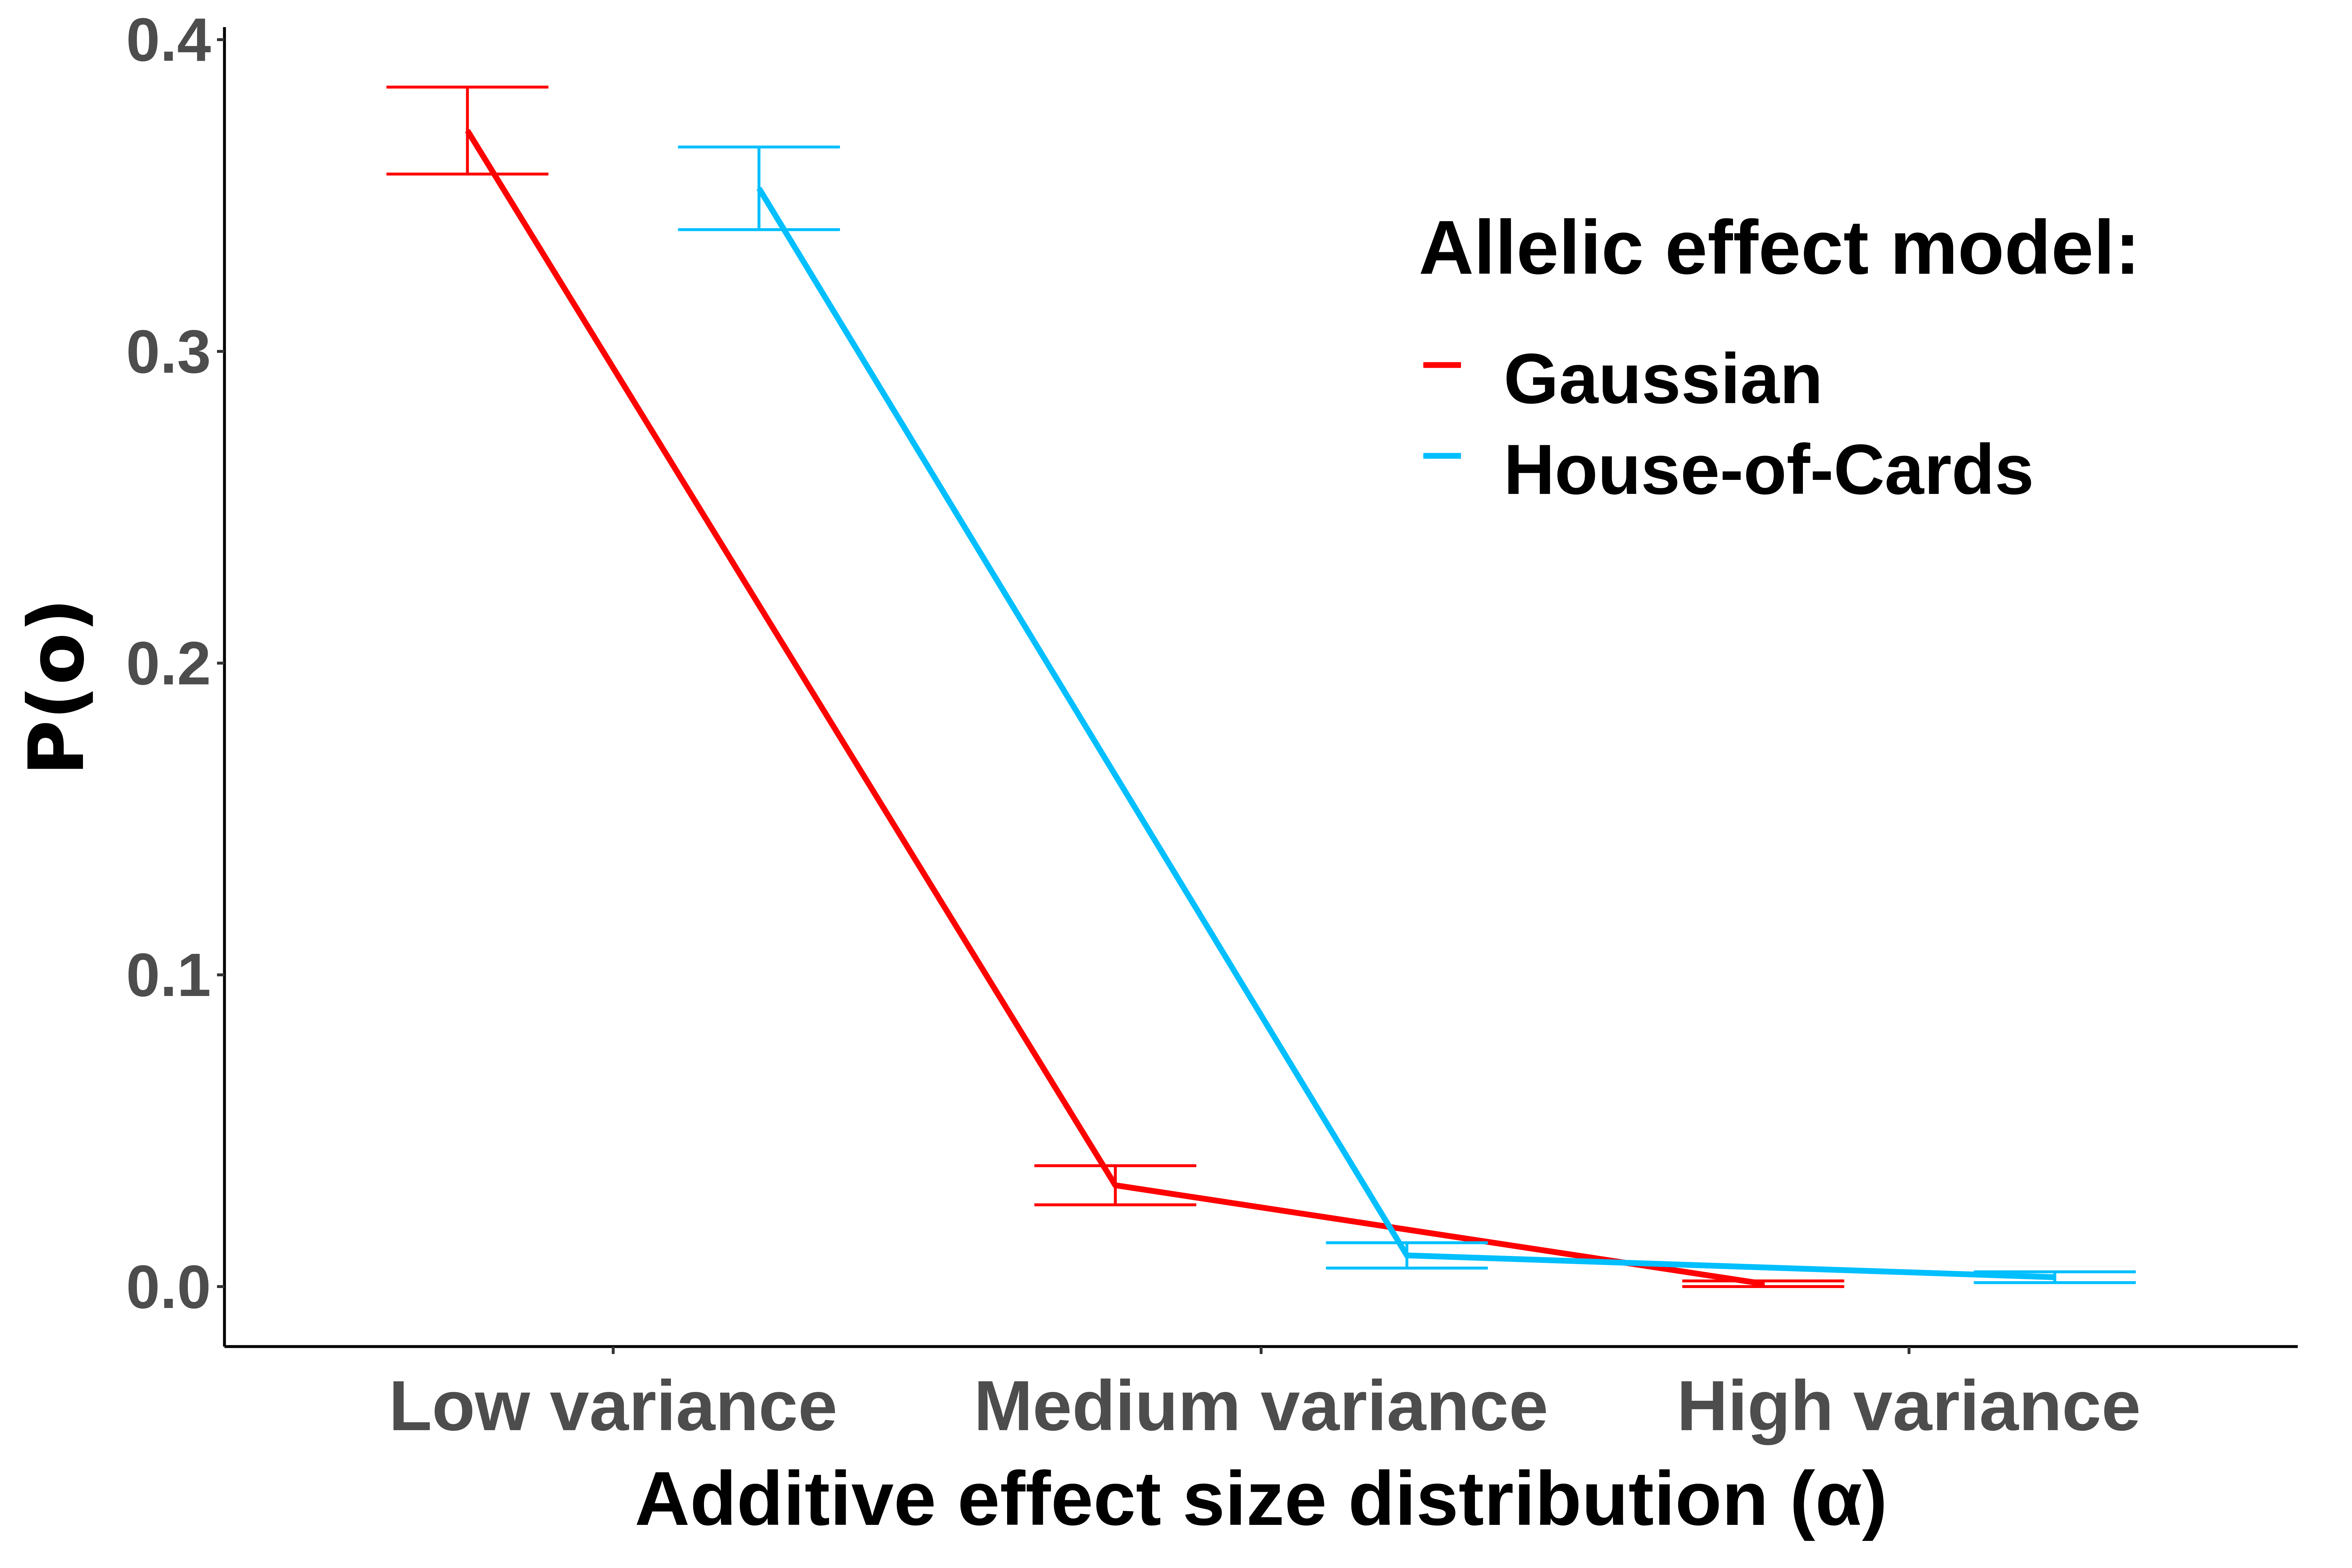 0.4
0.3
0.2
0.1
0.0
P(o)
Allelic effect model:
Gaussian
House-of-Cards
Low variance
Medium variance
High variance
Additive effect size distribution (α)